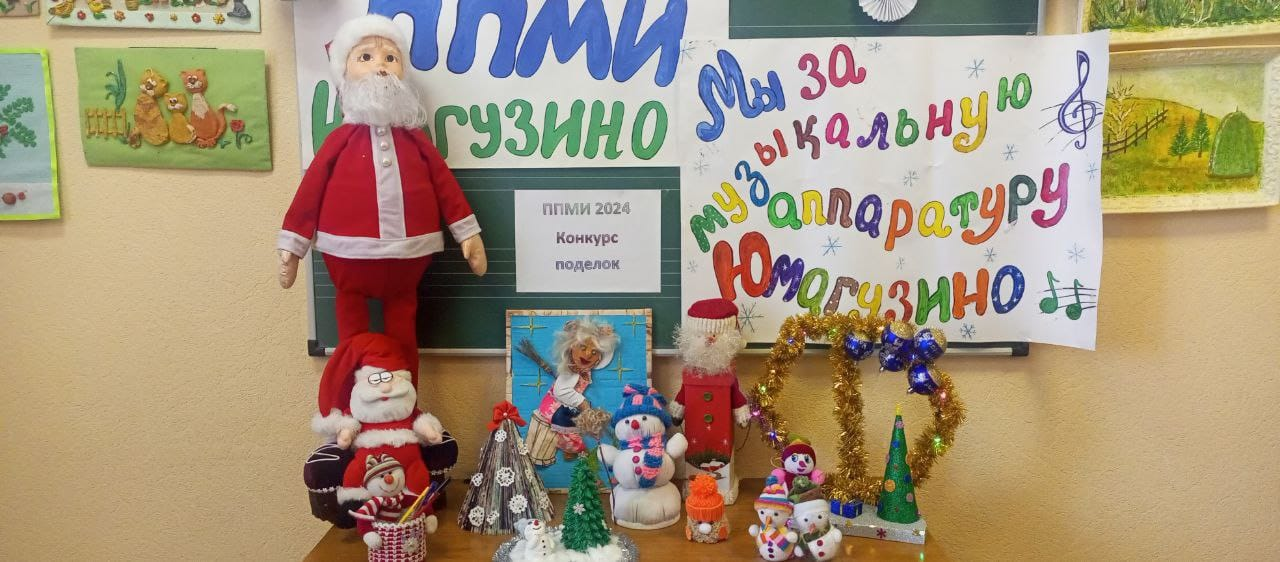 ППМИ
Юмагузино
ППМИ 2024
Конкурс
поделок
Мы за
музыкальную
музаппаратуру
Юмагузино